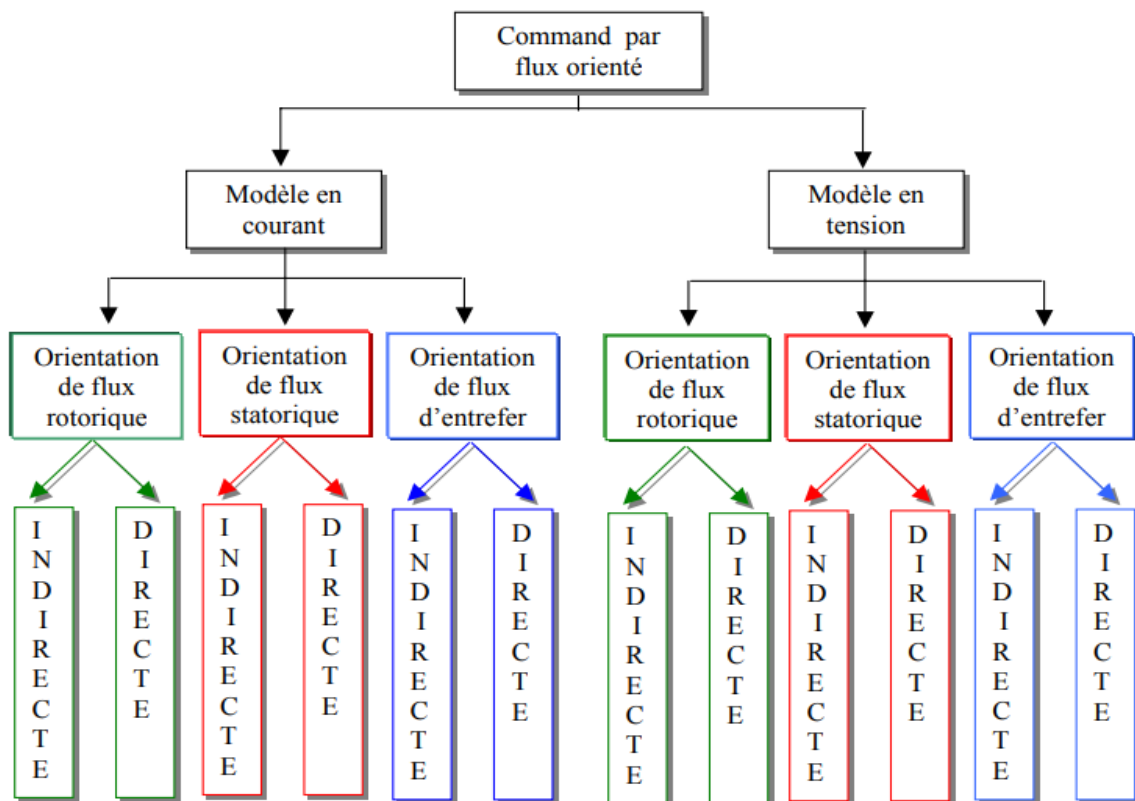 Command par
flux orienté
Modèle en
courant
Modèle en
tension
Orientation
de flux
rotorique
Orientation
de flux
statorique
Orientation
de flux
d'entrefer
Orientation
de flux
rotorique
Orientation
de flux
statorique
Orientation
de flux
d'entrefer
INDIRECTE
DIRECTE
INDIRECTE
DIRECTE
INDIRECTE
DIRECTE
INDIRECTE
DIRECTE
INDIRECTE
DIRECTE
INDIRECTE
DIRECTE